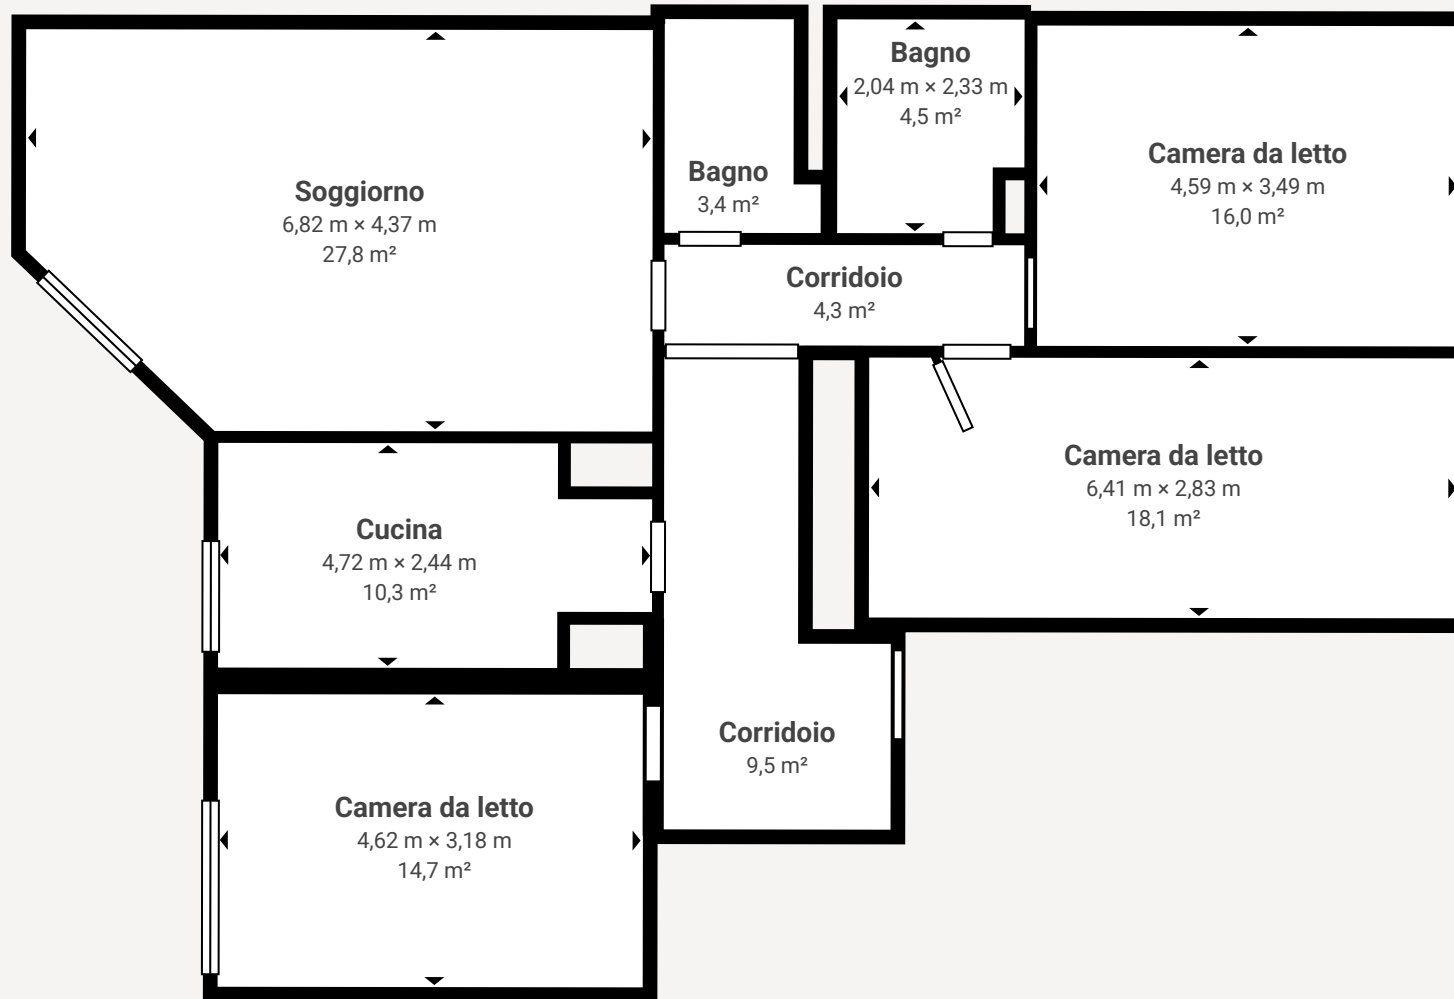 Soggiorno
6,82 m × 4,37 m
27,8 m²
Bagno
3,4 m²
Bagno
2,04 m × 2,33 m
4,5 m²
Camera da letto
4,59 m × 3,49 m
16,0 m²
Corridoio
4,3 m²
Camera da letto
6,41 m × 2,83 m
18,1 m²
Cucina
4,72 m × 2,44 m
10,3 m²
Corridoio
9,5 m²
Camera da letto
4,62 m × 3,18 m
14,7 m²